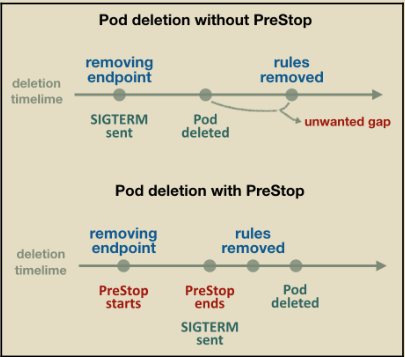 Pod deletion without PreStop
removing
endpoint
rules
removed
deletion
timelime
SIGTERM
sent
Pod
deleted
unwanted gap
Pod deletion with PreStop
removing
endpoint
rules
removed
deletion
timelime
PreStop
starts
PreStop
ends
Pod
deleted
SIGTERM
sent